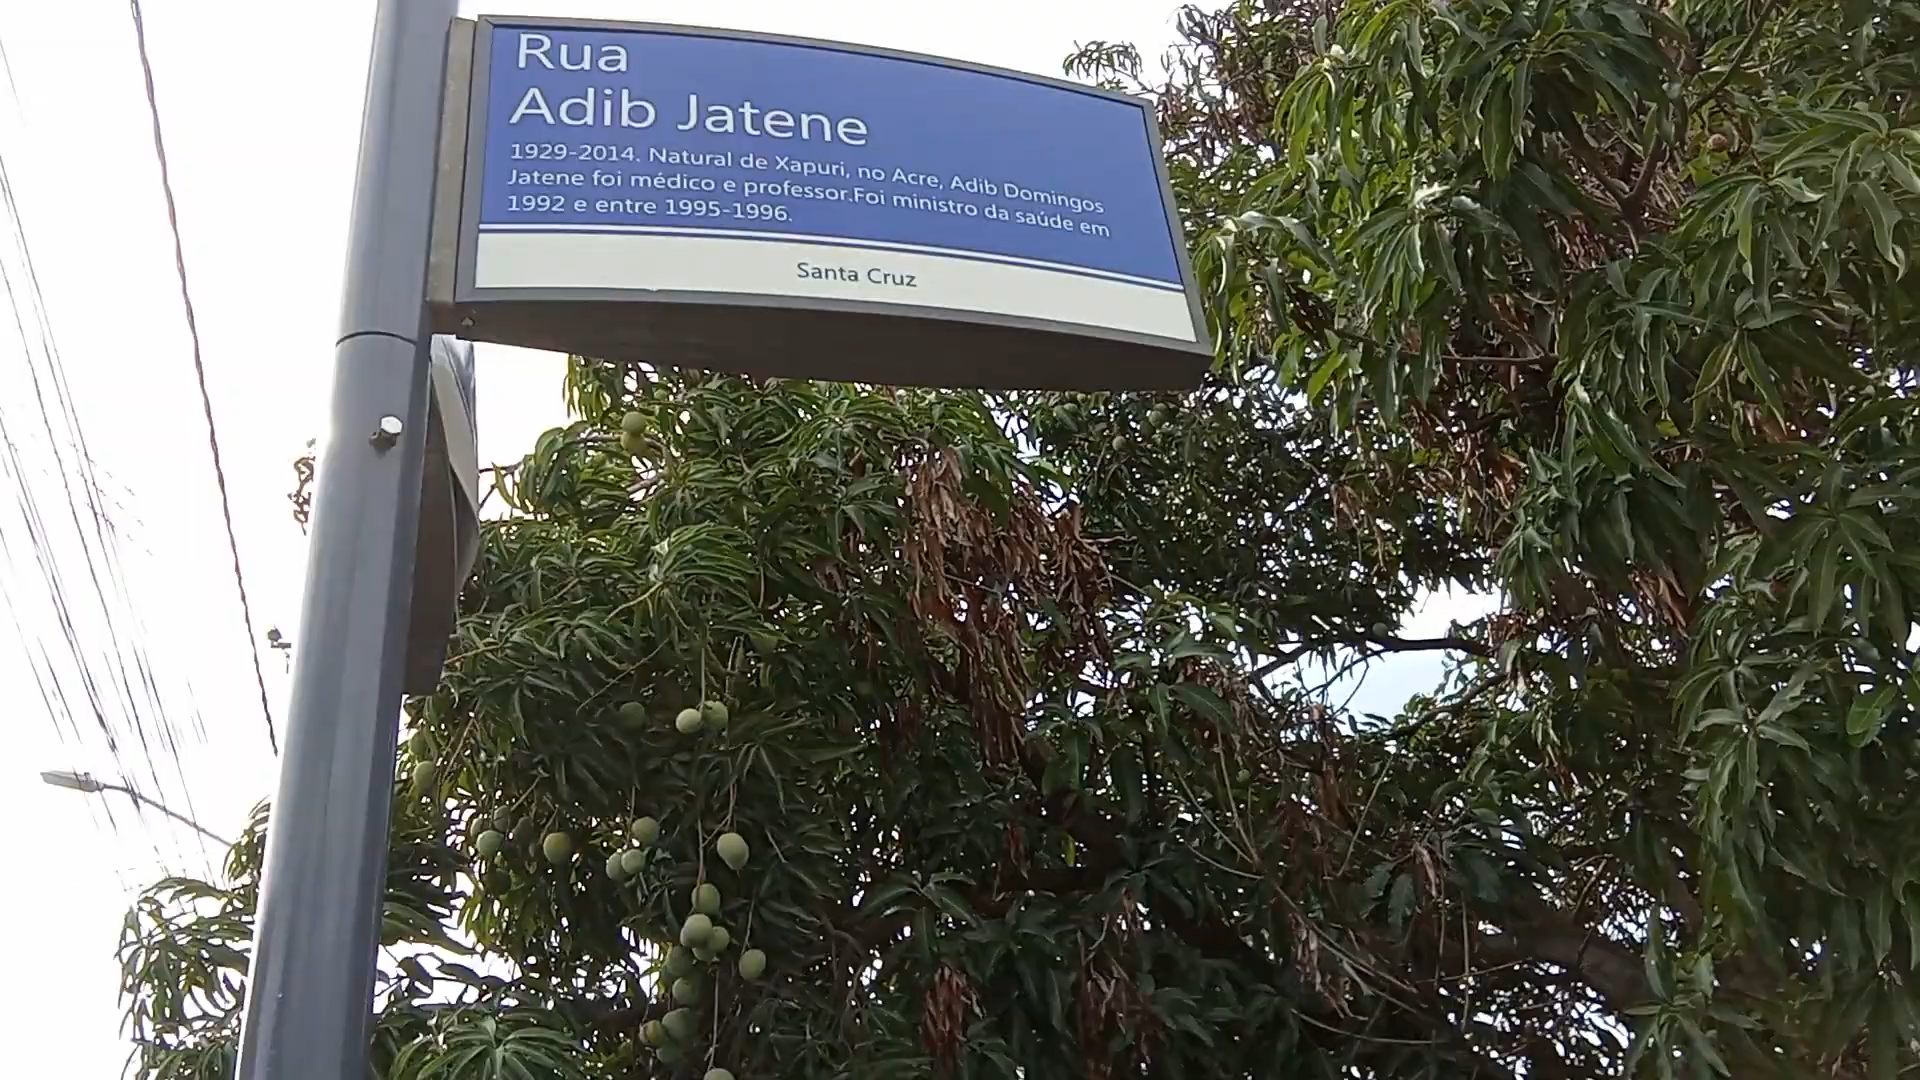 Rua
Adib Jatene
1929-2014. Natural de Xapuri, no Acre, Adib Domingos
Jatene foi médico e professor.Foi ministro da saúde em
1992 e entre 1995-1996.
Santa Cruz